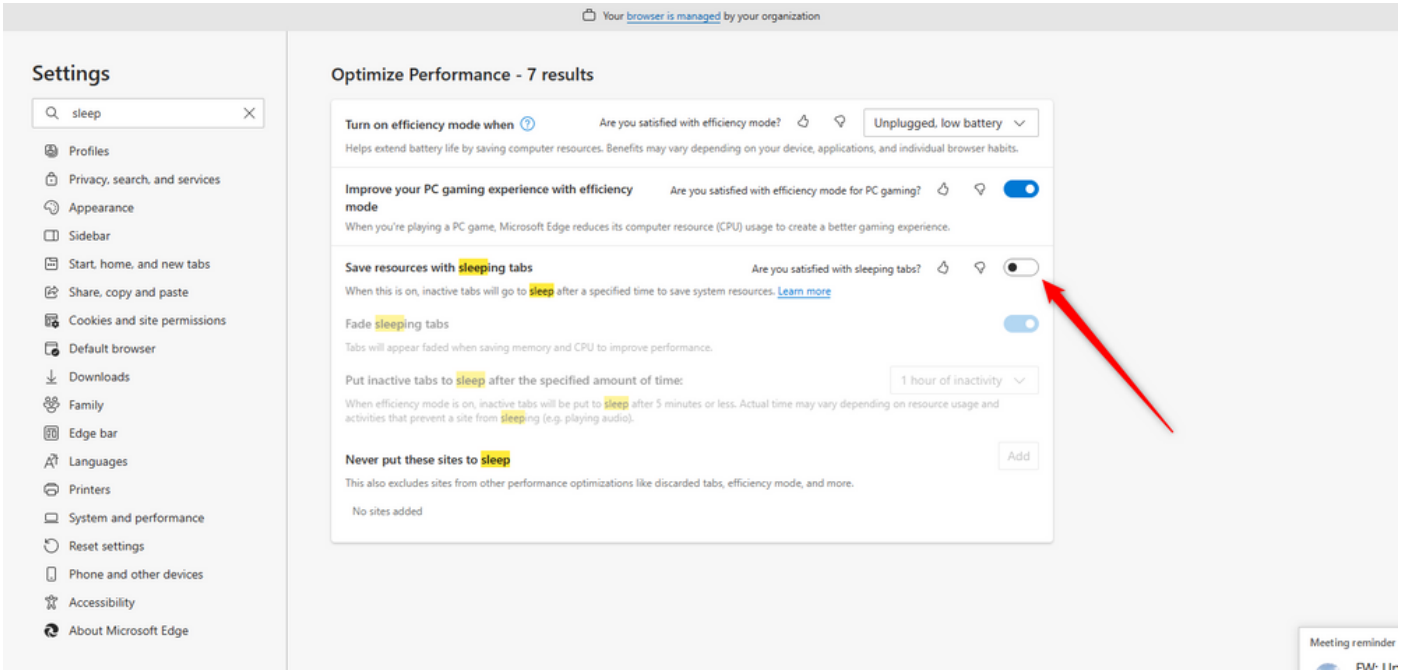 Your browser is managed by your organization
Settings
sleep
Profiles
Privacy, search, and services
Appearance
Sidebar
Start, home, and new tabs
Share, copy and paste
Cookies and site permissions
Default browser
Downloads
Family
Edge bar
Languages
Printers
System and performance
Reset settings
Phone and other devices
Accessibility
About Microsoft Edge
Optimize Performance - 7 results
Turn on efficiency mode when Are you satisfied with efficiency mode? Unplugged, low battery
Helps extend battery life by saving computer resources. Benefits may vary depending on your device, applications, and individual browser habits.
Improve your PC gaming experience with efficiency Are you satisfied with efficiency mode for PC gaming?
mode
When you're playing a PC game, Microsoft Edge reduces its computer resource (CPU) usage to create a better gaming experience.
Save resources with sleeping tabs Are you satisfied with sleeping tabs?
When this is on, inactive tabs will go to sleep after a specified time to save system resources. Learn more
Fade sleeping tabs
Tabs will appear faded when saving memory and CPU to improve performance.
Put inactive tabs to sleep after the specified amount of time: 1 hour of inactivity
When efficiency mode is on, inactive tabs will be put to sleep after 5 minutes or less. Actual time may vary depending on resource usage and
activities that prevent a site from sleeping (e.g. playing audio).
Never put these sites to sleep Add
This also excludes sites from other performance optimizations like discarded tabs, efficiency mode, and more.
No sites added
Meeting reminder
FW: